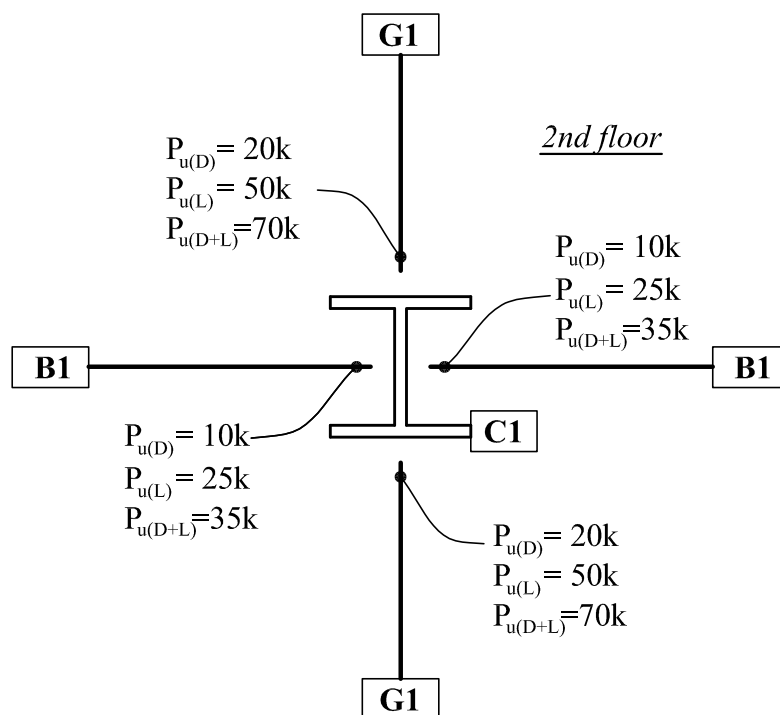 G1
2nd floor
P_u(D) = 20k
P_u(L) = 50k
P_u(D+L)=70k
P_u(D) = 10k
P_u(L) = 25k
P_u(D+L)=35k
B1
B1
C1
P_u(D) = 10k
P_u(L) = 25k
P_u(D+L)=35k
P_u(D) = 20k
P_u(L) = 50k
P_u(D+L)=70k
G1